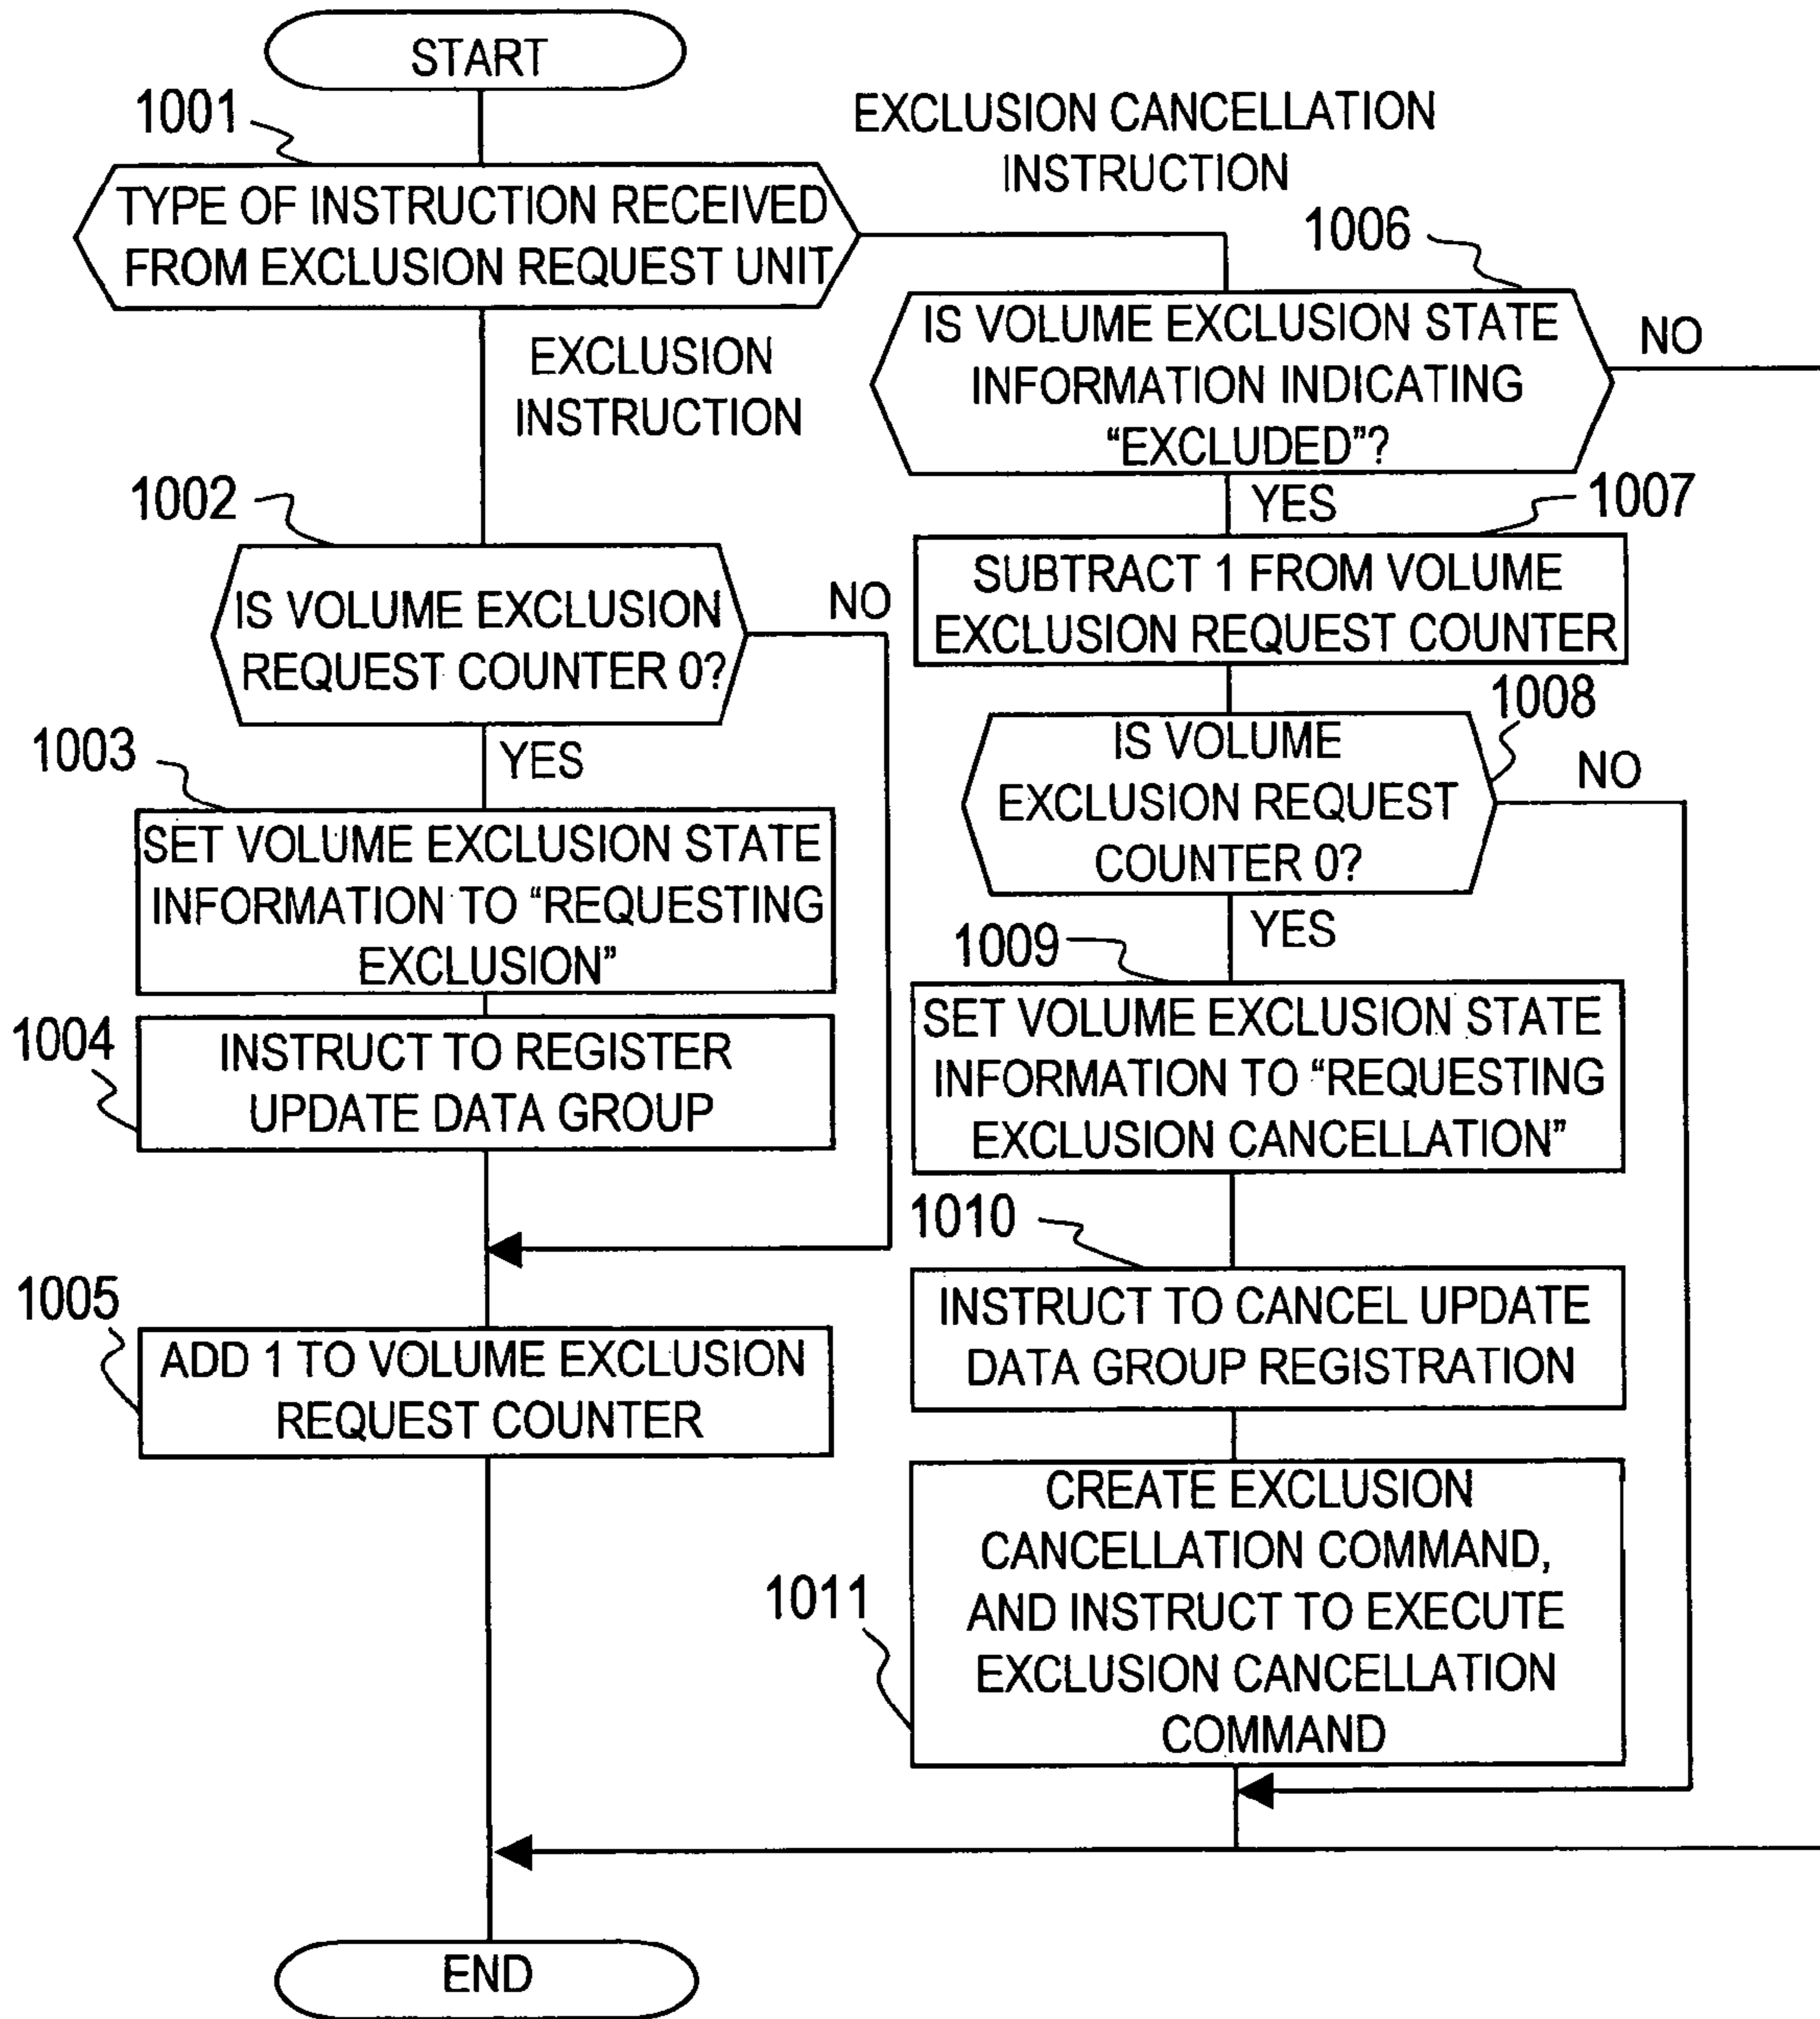 START
1001
EXCLUSION CANCELLATION
INSTRUCTION
TYPE OF INSTRUCTION RECEIVED
FROM EXCLUSION REQUEST UNIT
EXCLUSION
INSTRUCTION
1002
IS VOLUME EXCLUSION
REQUEST COUNTER 0?
NO
YES
1003
SET VOLUME EXCLUSION STATE
INFORMATION TO “REQUESTING
EXCLUSION”
1004
INSTRUCT TO REGISTER
UPDATE DATA GROUP
1005
ADD 1 TO VOLUME EXCLUSION
REQUEST COUNTER
1006
IS VOLUME EXCLUSION STATE
INFORMATION INDICATING
“EXCLUDED”?
NO
YES
1007
SUBTRACT 1 FROM VOLUME
EXCLUSION REQUEST COUNTER
1008
IS VOLUME
EXCLUSION REQUEST
COUNTER 0?
NO
YES
1009
SET VOLUME EXCLUSION STATE
INFORMATION TO “REQUESTING
EXCLUSION CANCELLATION”
1010
INSTRUCT TO CANCEL UPDATE
DATA GROUP REGISTRATION
1011
CREATE EXCLUSION
CANCELLATION COMMAND,
AND INSTRUCT TO EXECUTE
EXCLUSION CANCELLATION
COMMAND
END